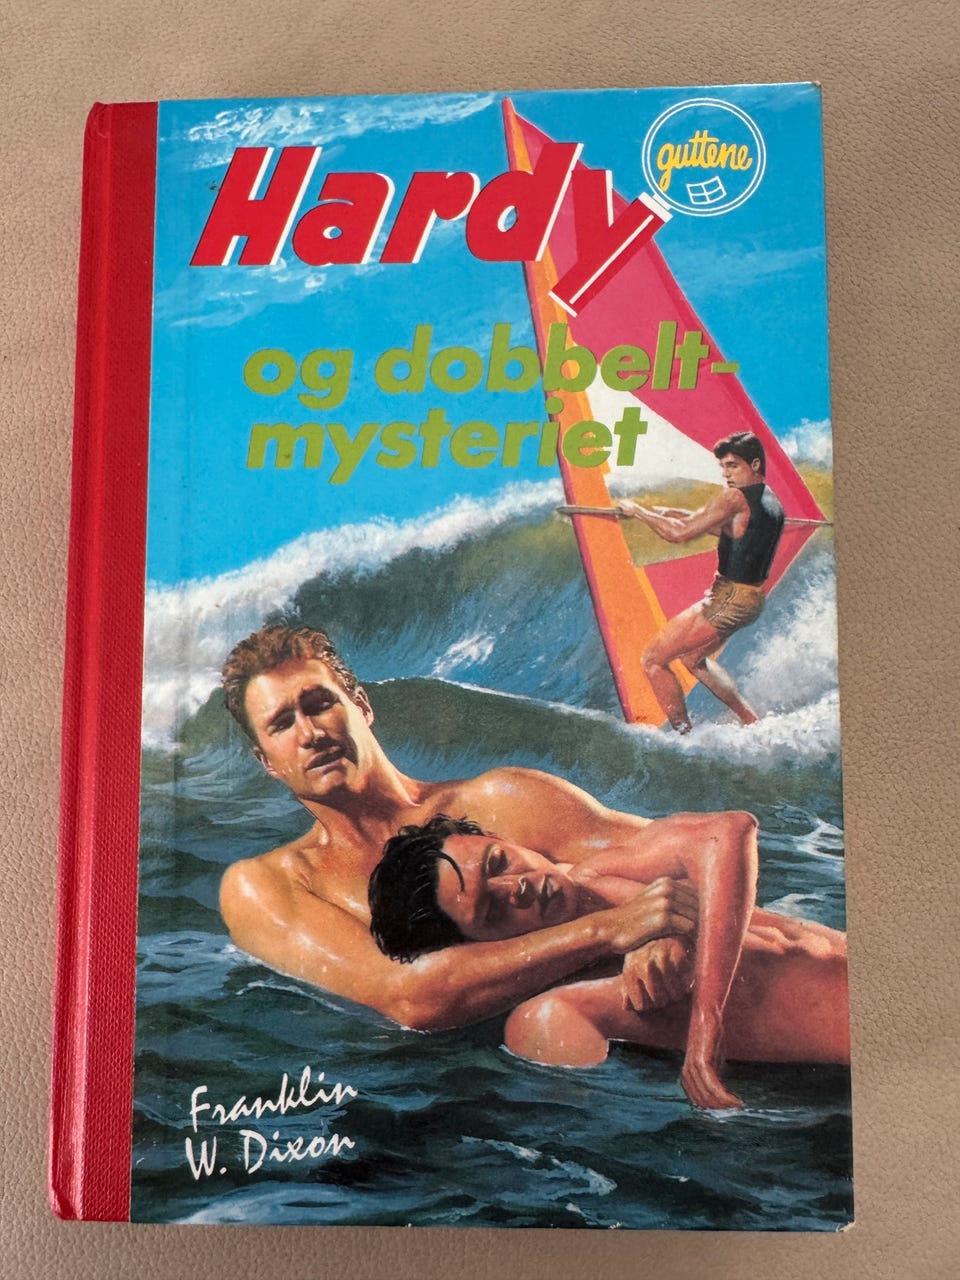 Hardy
guttene
og dobbelt-
mysteriet
Franklin
W. Dixon